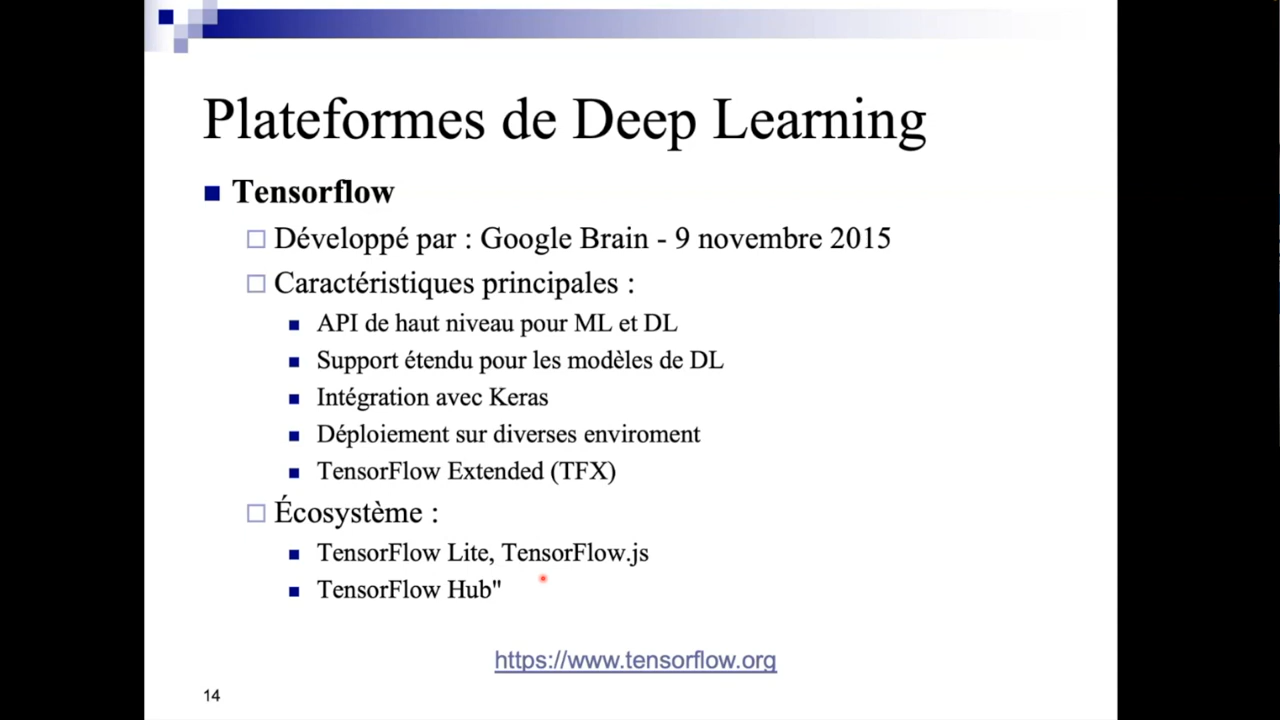 Plateformes de Deep Learning
Tensorflow
Développé par : Google Brain - 9 novembre 2015
Caractéristiques principales :
API de haut niveau pour ML et DL
Support étendu pour les modèles de DL
Intégration avec Keras
Déploiement sur diverses enviroment
TensorFlow Extended (TFX)
Écosystème :
TensorFlow Lite, TensorFlow.js
TensorFlow Hub"
https://www.tensorflow.org
14